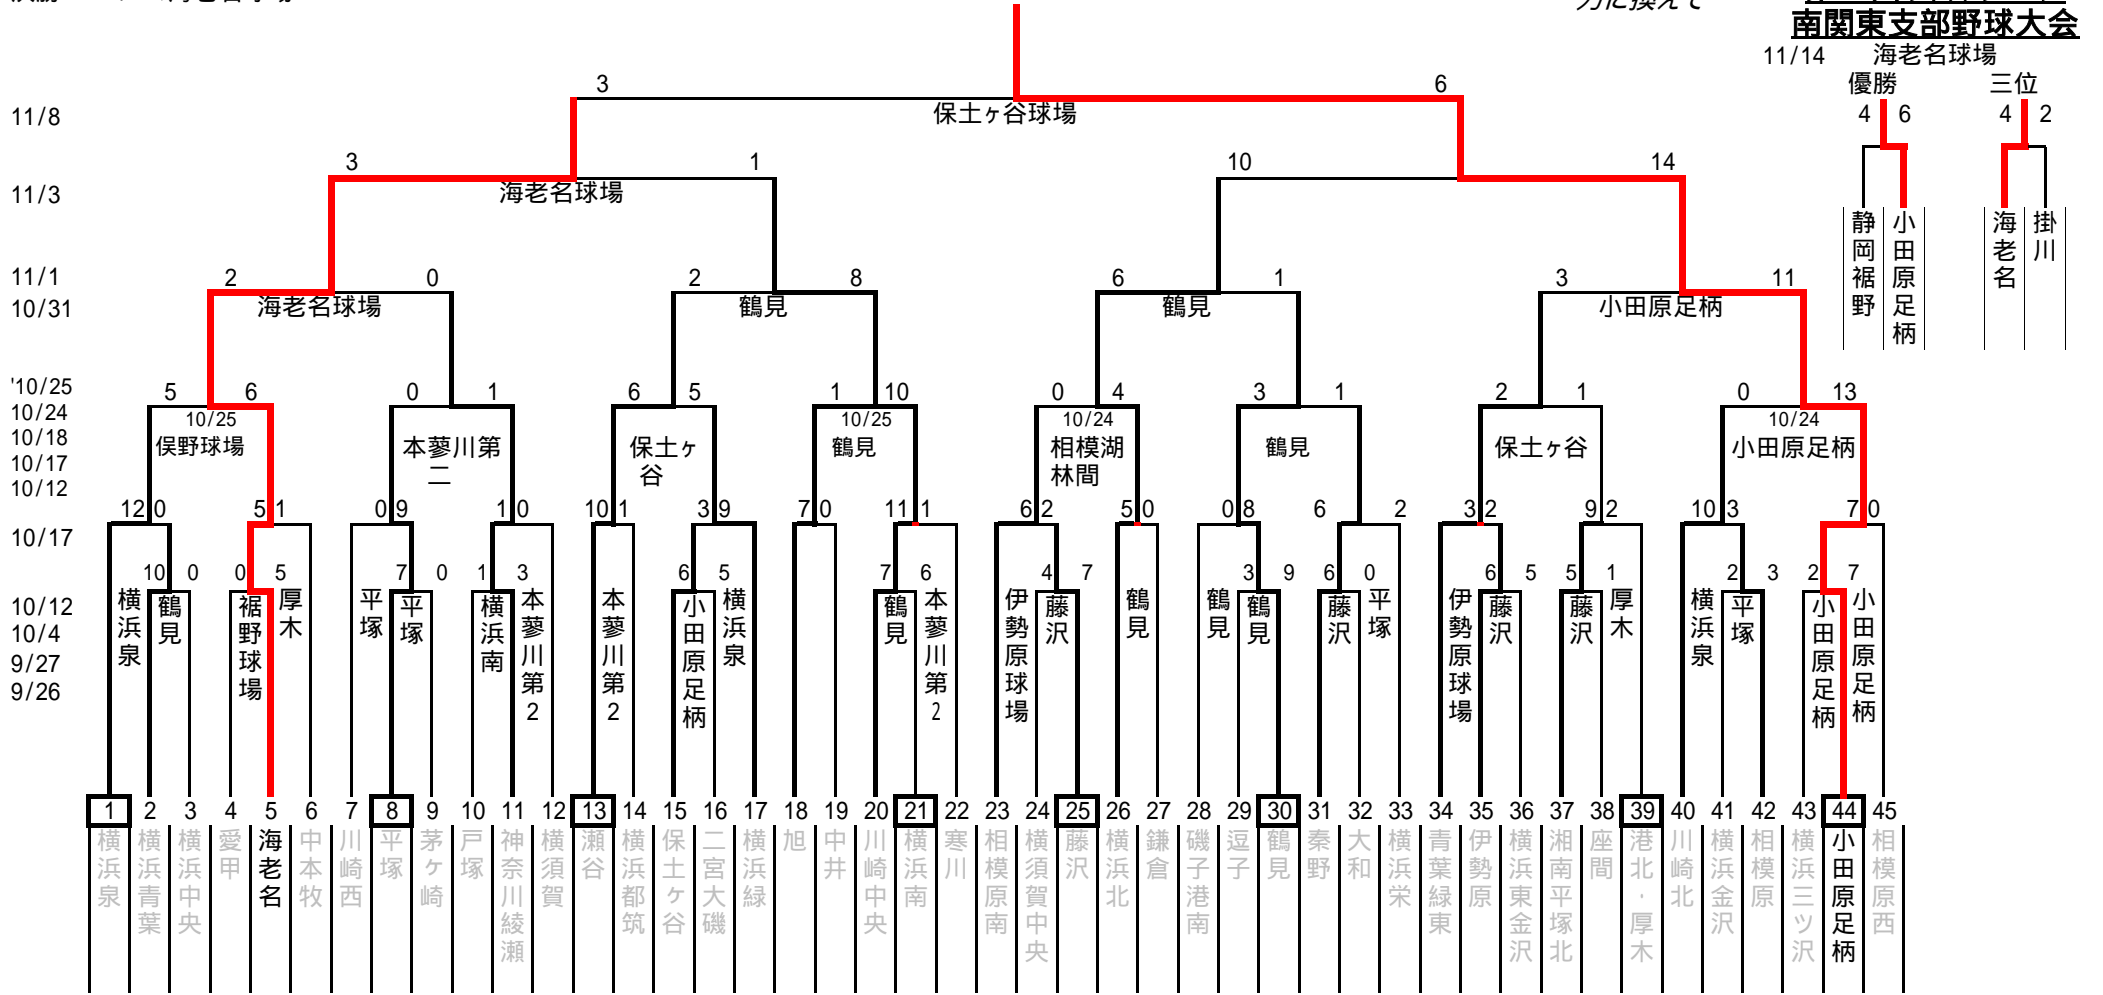 南関東支部野球大会
11/14 海老名球場
優勝 三位
4 6 4 2
静岡裾野 小田原足柄 海老名 掛川
3 6
11/8 保土ヶ谷球場
3 1 10 14
11/3 海老名球場
11/1 2 0 2 8 6 1 3 11
10/31 海老名球場 鶴見 鶴見 小田原足柄
'10/25 5 6 0 1 6 5 1 10 0 4 3 1 2 1 0 13
10/24 10/25 10/25 10/24 10/24
10/18 俣野球場 本蓼川第二 保土ヶ谷 鶴見 相模湖林間 鶴見 保土ヶ谷 小田原足柄
10/17
10/12
12 0 5 1 0 9 1 0 10 1 3 9 7 0 11 1 6 2 5 0 0 8 6 2 3 2 9 2 10 3 7 0
10/17
10 0 0 5 7 0 1 3 6 5 7 6 4 7 3 9 6 0 6 5 5 1 2 3 2 7
10/12
10/4
9/27
9/26
横浜泉 鶴見 裾野球場 厚木 平塚 平塚 横浜南 本蓼川第2 本蓼川第2 小田原足柄 横浜泉 鶴見 本蓼川第2 伊勢原球場 藤沢 鶴見 鶴見 鶴見 藤沢 平塚 伊勢原球場 藤沢 藤沢 厚木 横浜泉 平塚 小田原足柄 小田原足柄
1 2 3 4 5 6 7 8 9 10 11 12 13 14 15 16 17 18 19 20 21 22 23 24 25 26 27 28 29 30 31 32 33 34 35 36 37 38 39 40 41 42 43 44 45
横浜泉 横浜青葉 横浜中央 愛甲 海老名 中本牧 川崎西 平塚 茅ヶ崎 戸塚 神奈川綾瀬 横須賀 瀬谷 横浜都筑 保土ヶ谷 二宮大磯 横浜緑 旭 中井 川崎中央 横浜南 寒川 相模原南 横須賀中央 藤沢 横浜北 鎌倉 磯子港南 逗子 鶴見 秦野 大和 横浜栄 青葉緑東 伊勢原 横浜東金沢 湘南平塚北 座間 港北・厚木 川崎北 横浜金沢 相模原 横浜三ツ沢 小田原足柄 相模原西